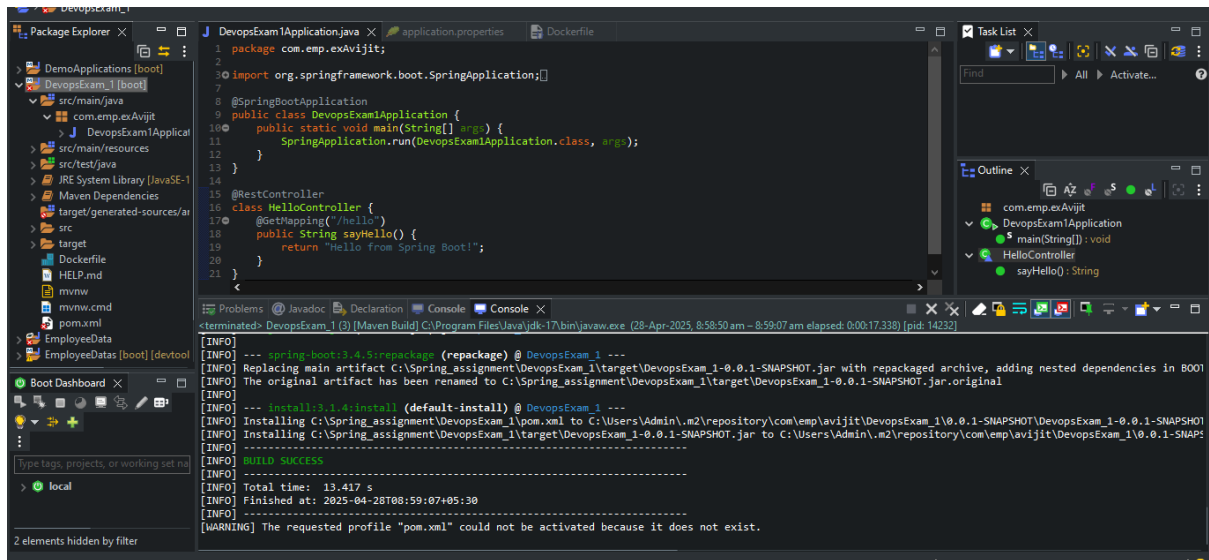 DevopsExam_1
Package Explorer
DemoApplications [boot]
DevopsExam_1 [boot]
src/main/java
com.emp.exAvijit
DevopsExam1Applicat
src/main/resources
src/test/java
JRE System Library [JavaSE-1
Maven Dependencies
target/generated-sources/ar
src
target
Dockerfile
HELP.md
mvnw
mvnw.cmd
pom.xml
EmployeeData
EmployeeDatas [boot] [devtool
Boot Dashboard
Type tags, projects, or working set na
local
2 elements hidden by filter
DevopsExam1Application.java
application.properties
Dockerfile
1 package com.emp.exAvijit;
2
3 import org.springframework.boot.SpringApplication;
7
8 @SpringBootApplication
9 public class DevopsExam1Application {
10 public static void main(String[] args) {
11 SpringApplication.run(DevopsExam1Application.class, args);
12 }
13 }
14
15 @RestController
16 class HelloController {
17 @GetMapping("/hello")
18 public String sayHello() {
19 return "Hello from Spring Boot!";
20 }
21 }
Task List
Find All Activate...
Outline
com.emp.exAvijit
DevopsExam1Application
main(String[]) : void
HelloController
sayHello() : String
Problems @ Javadoc Declaration Console Console
<terminated> DevopsExam_1 (3) [Maven Build] C:\Program Files\Java\jdk-17\bin\javaw.exe (28-Apr-2025, 8:58:50 am – 8:59:07 am elapsed: 0:00:17.338) [pid: 14232]
[INFO]
[INFO] --- spring-boot:3.4.5:repackage (repackage) @ DevopsExam_1 ---
[INFO] Replacing main artifact C:\Spring_assignment\DevopsExam_1\target\DevopsExam_1-0.0.1-SNAPSHOT.jar with repackaged archive, adding nested dependencies in BOOT
[INFO] The original artifact has been renamed to C:\Spring_assignment\DevopsExam_1\target\DevopsExam_1-0.0.1-SNAPSHOT.jar.original
[INFO]
[INFO] --- install:3.1.4:install (default-install) @ DevopsExam_1 ---
[INFO] Installing C:\Spring_assignment\DevopsExam_1\pom.xml to C:\Users\Admin\.m2\repository\com\emp\avijit\DevopsExam_1\0.0.1-SNAPSHOT\DevopsExam_1-0.0.1-SNAPSHOT
[INFO] Installing C:\Spring_assignment\DevopsExam_1\target\DevopsExam_1-0.0.1-SNAPSHOT.jar to C:\Users\Admin\.m2\repository\com\emp\avijit\DevopsExam_1\0.0.1-SNAPS
[INFO] ------------------------------------------------------------------------
[INFO] BUILD SUCCESS
[INFO] ------------------------------------------------------------------------
[INFO] Total time: 13.417 s
[INFO] Finished at: 2025-04-28T08:59:07+05:30
[INFO] ------------------------------------------------------------------------
[WARNING] The requested profile "pom.xml" could not be activated because it does not exist.